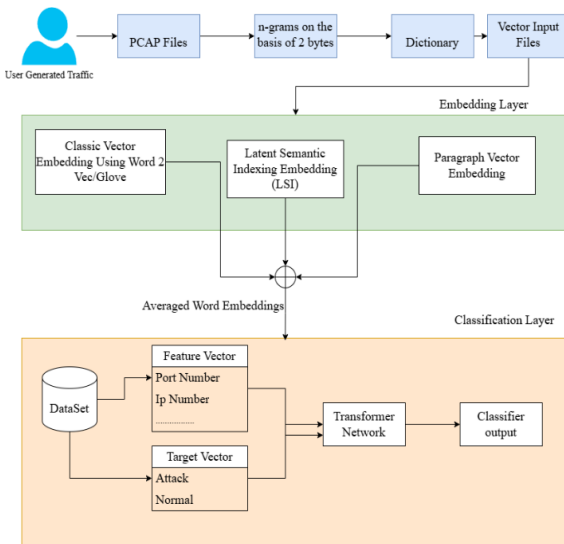 PCAP Files
n-grams on the
basis of 2 bytes
Dictionary
Vector Input
Files
User Generated Traffic
Embedding Layer
Classic Vector
Embedding Using Word 2
Vec/Glove
Latent Semantic
Indexing Embedding
(LSI)
Paragraph Vector
Embedding
Averaged Word Embeddings
Classification Layer
DataSet
Feature Vector
Port Number
Ip Number
..................
Target Vector
Attack
Normal
Transformer
Network
Classifier
output